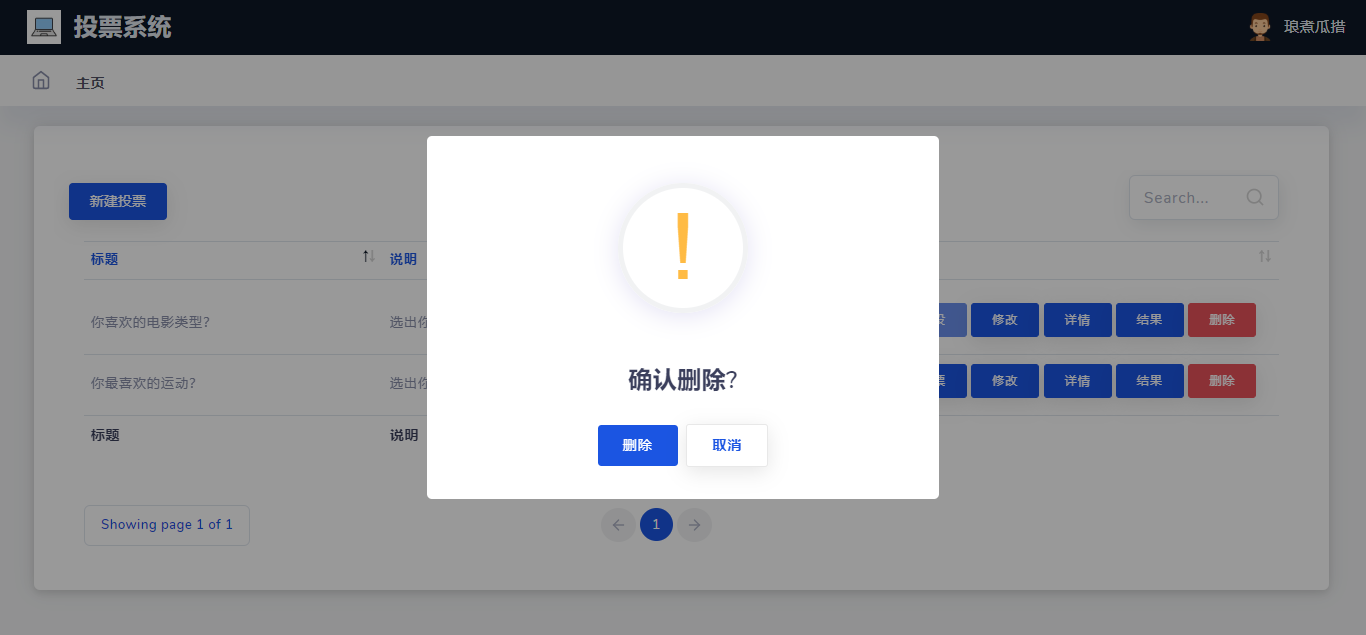 投票系统
琅煮瓜措
主页
新建投票
Search...
标题 说明
你喜欢的电影类型? 选出你 投 修改 详情 结果 删除
你最喜欢的运动? 选出你 票 修改 详情 结果 删除
标题 说明
!
确认删除?
删除 取消
Showing page 1 of 1
1